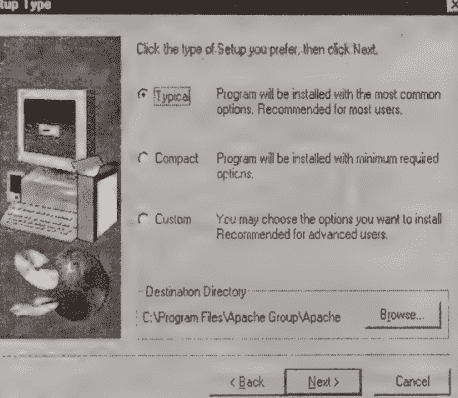 tup Type
Click the type of Setup you prefer, then click Next.
Typical Program will be installed with the most common
options. Recommended for most users.
Compact Program will be installed with minimum required
options.
Custom You may choose the options you want to install
Recommended for advanced users.
Destination Directory
C:\Program Files\Apache Group\Apache Browse...
< Back Next > Cancel